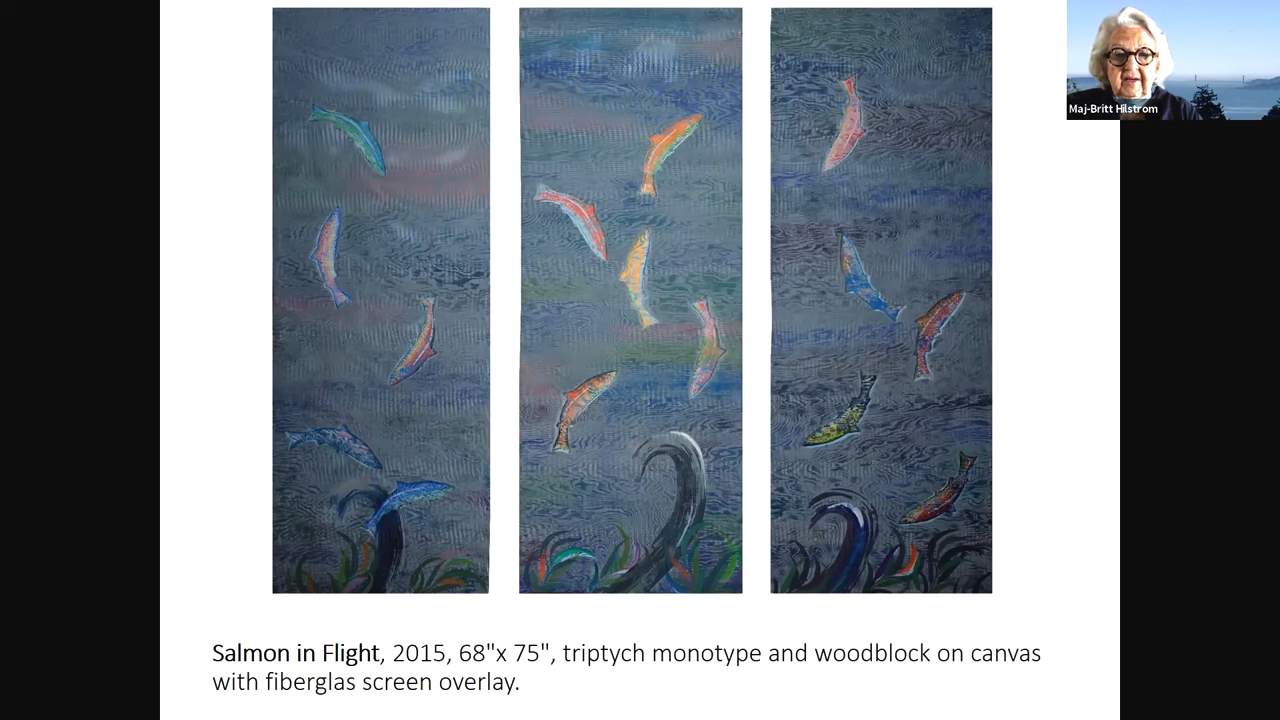 Maj-Britt Hilstrom
Salmon in Flight, 2015, 68"x 75", triptych monotype and woodblock on canvas
with fiberglas screen overlay.